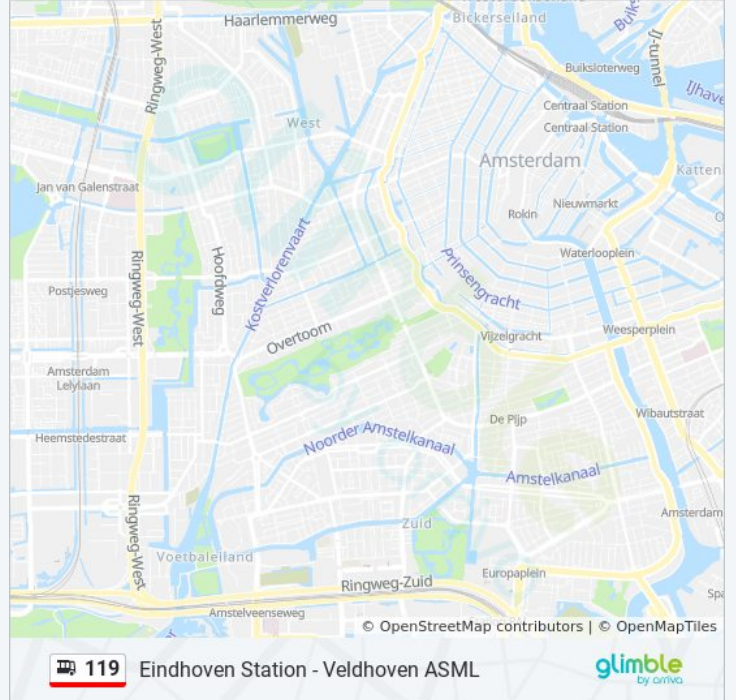 Haarlemmerweg
Bickerseiland
Buiks
IJ-tunnel
Ringweg-West
Buiksloterweg
IJhave
Centraal Station
Centraal Station
West
Amsterdam
Katten
Jan van Galenstraat
Rokin
Nieuwmarkt
O
Kostverlorenvaart
Hoofdweg
Waterlooplein
Prinsengracht
Ringweg-West
Postjesweg
Overtoom
Vijzelgracht
Weesperplein
Amsterdam
Lelylaan
De Pijp
Wibautstraat
Heemstedestraat
Noorder Amstelkanaal
Amstelkanaal
Ringweg-West
Amsterdam
Zuid
Voetbaleiland
Europaplein
Ringweg-Zuid
Spa
Amstelveenseweg
er
© OpenStreetMap contributors | © OpenMapTiles
119 Eindhoven Station - Veldhoven ASML
glimble
by arriva